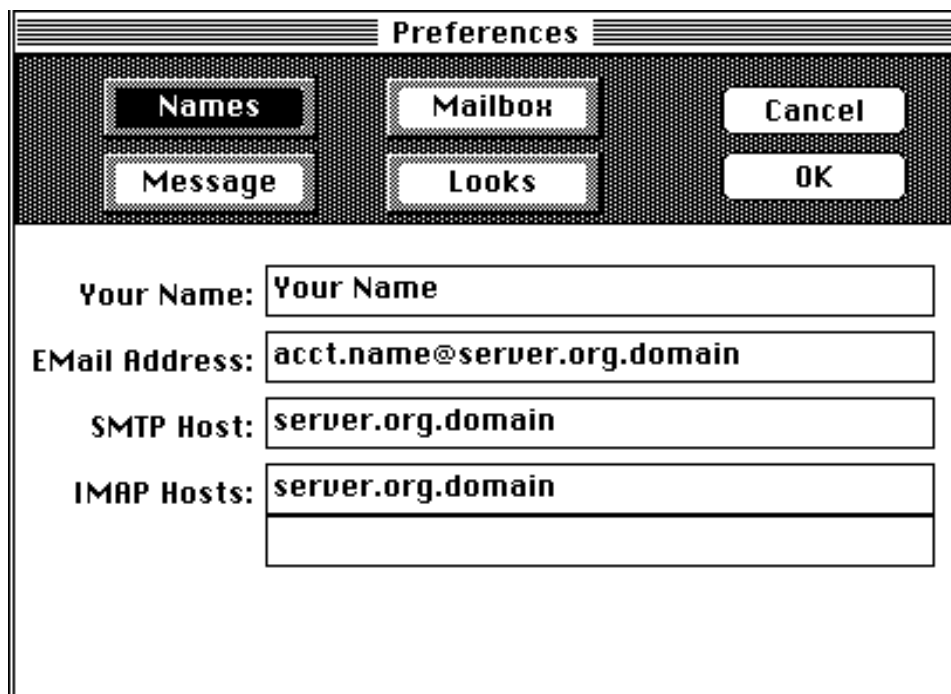 Preferences
Names
Mailbox
Cancel
Message
Looks
OK
Your Name: Your Name
EMail Address: acct.name@server.org.domain
SMTP Host: server.org.domain
IMAP Hosts: server.org.domain